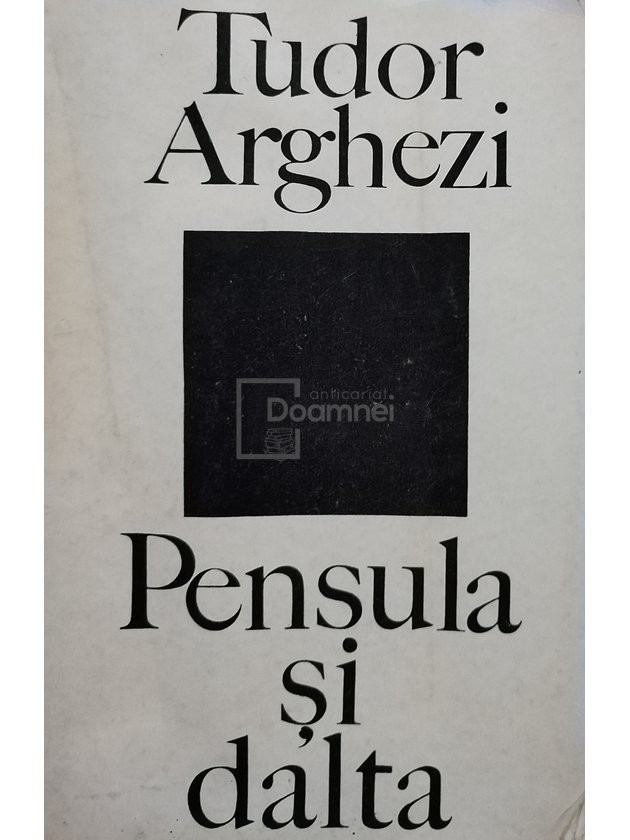 Tudor
Arghezi
anticariat
Doamnei
Pensula
și
dalta